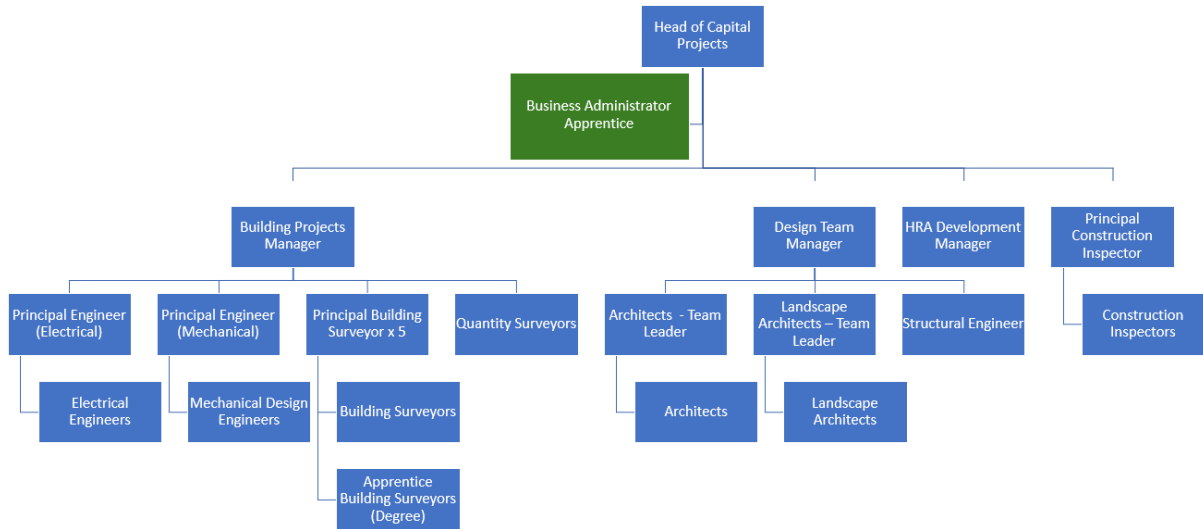 Head of Capital
Projects
Business Administrator
Apprentice
Building Projects
Manager
Design Team
Manager
HRA Development
Manager
Principal
Construction
Inspector
Principal Engineer
(Electrical)
Principal Engineer
(Mechanical)
Principal Building
Surveyor x 5
Quantity Surveyors
Architects  - Team
Leader
Landscape
Architects – Team
Leader
Structural Engineer
Construction
Inspectors
Electrical
Engineers
Mechanical Design
Engineers
Building Surveyors
Architects
Landscape
Architects
Apprentice
Building Surveyors
(Degree)